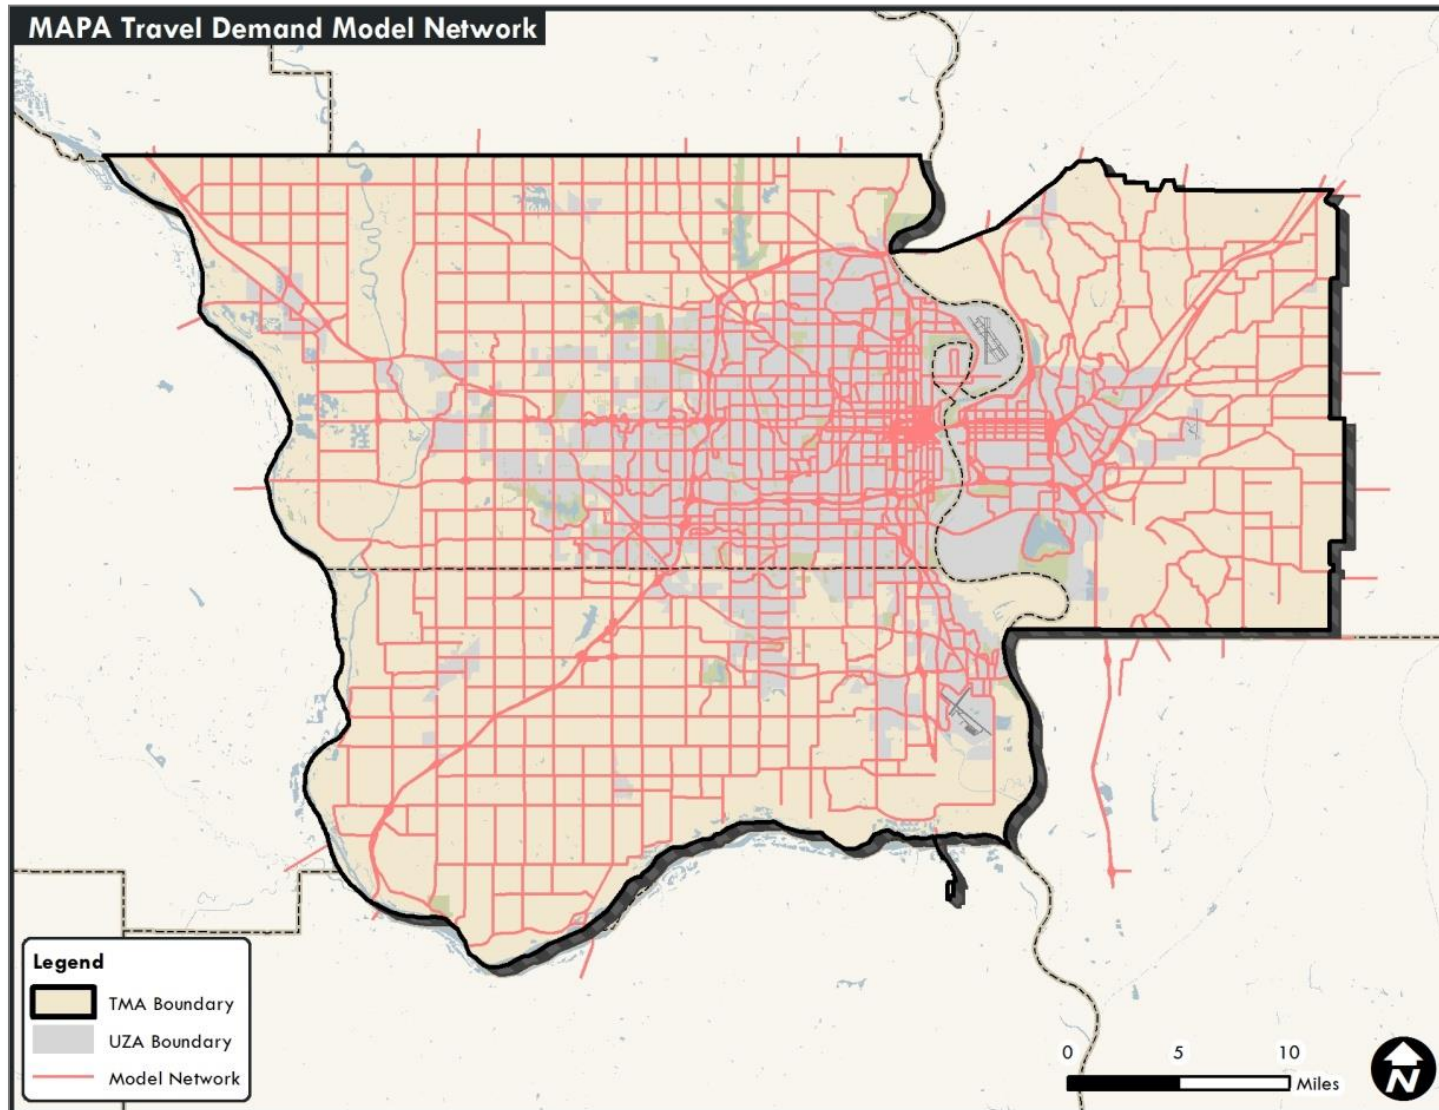 MAPA Travel Demand Model Network
Legend
TMA Boundary
UZA Boundary
Model Network
0 5 10
Miles
N